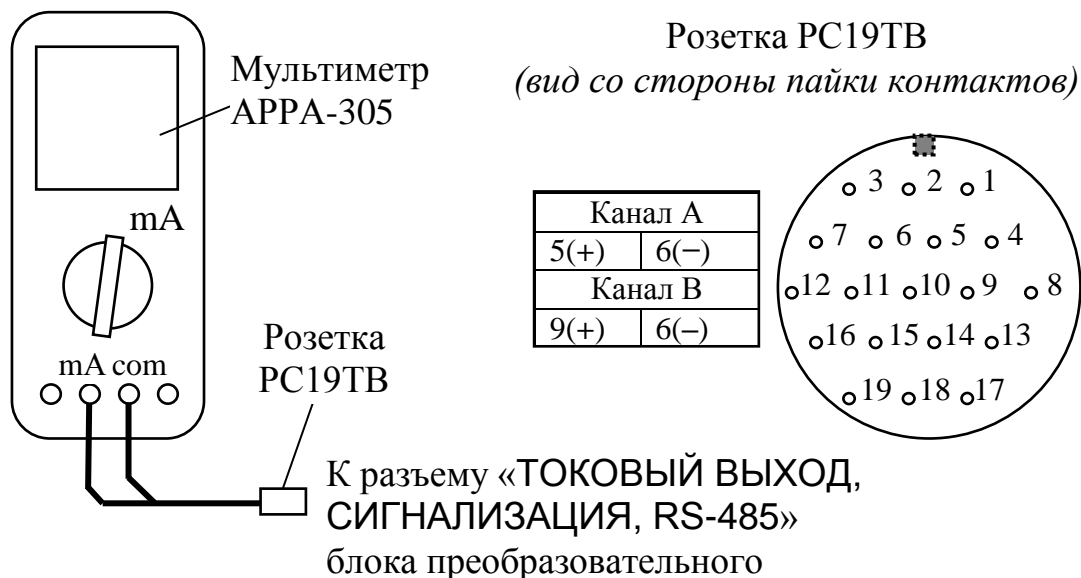 Розетка РС19ТВ
(вид со стороны пайки контактов)
Мультиметр
APPA-305
mA
mA com
Розетка
РС19ТВ
К разъему «ТОКОВЫЙ ВЫХОД,
СИГНАЛИЗАЦИЯ, RS-485»
блока преобразовательного
Канал А
5(+) 6(−)
Канал В
9(+) 6(–)
3 2 1
7 6 5 4
12 11 10 9 8
16 15 14 13
19 18 17